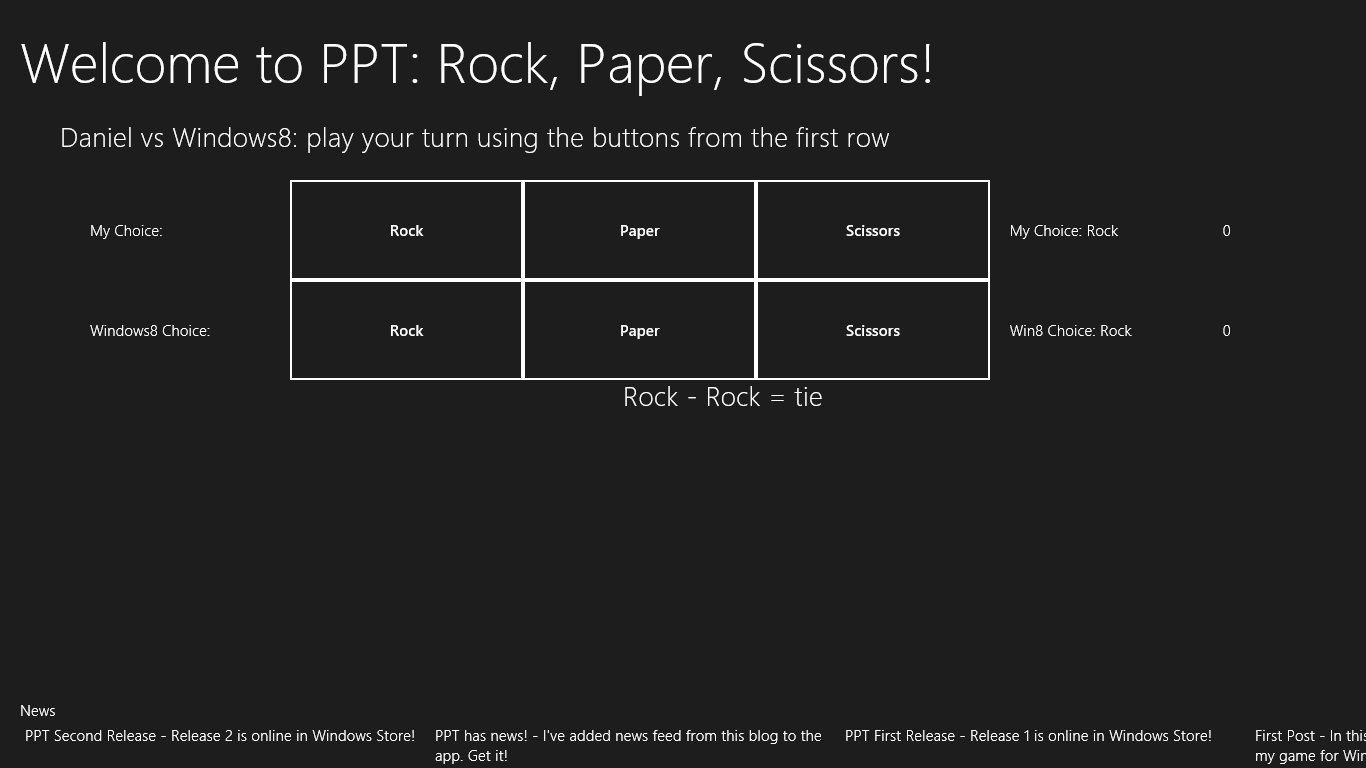 Welcome to PPT: Rock, Paper, Scissors!
Daniel vs Windows8: play your turn using the buttons from the first row
My Choice: Rock Paper Scissors My Choice: Rock 0
Windows8 Choice: Rock Paper Scissors Win8 Choice: Rock 0
Rock - Rock = tie
News
PPT Second Release - Release 2 is online in Windows Store!
PPT has news! - I've added news feed from this blog to the
app. Get it!
PPT First Release - Release 1 is online in Windows Store!
First Post - In this
my game for